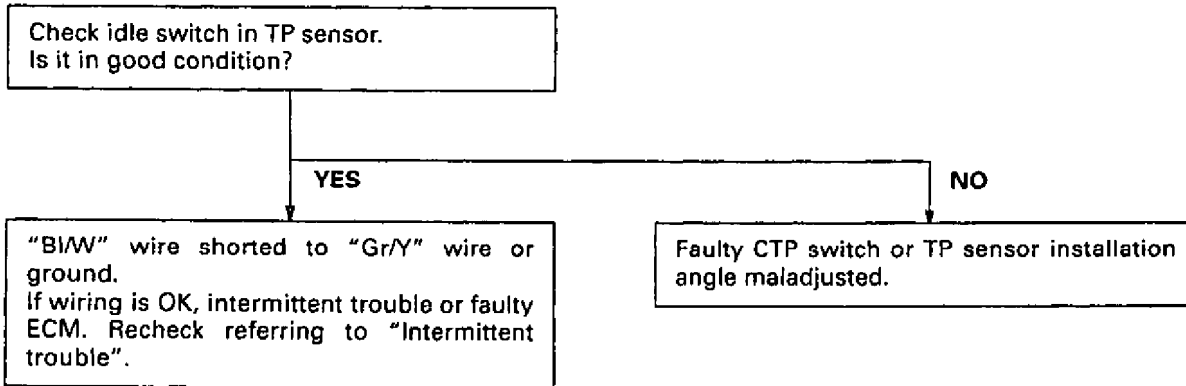 Check idle switch in TP sensor.
Is it in good condition?
YES
NO
"Bl/W" wire shorted to "Gr/Y" wire or
ground.
If wiring is OK, intermittent trouble or faulty
ECM. Recheck referring to "Intermittent
trouble".
Faulty CTP switch or TP sensor installation
angle maladjusted.